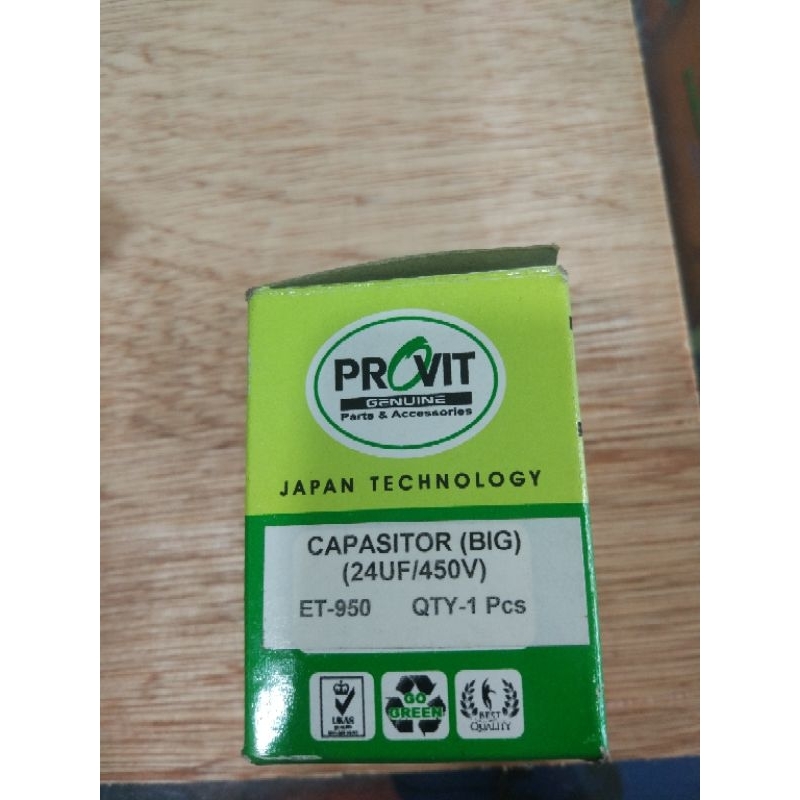 PROVIT
GENUINE
Parts & Accessories
JAPAN TECHNOLOGY
CAPASITOR (BIG)
(24UF/450V)
ET-950 QTY-1 Pcs
UKAS
GO
GREEN
BEST
QUALITY